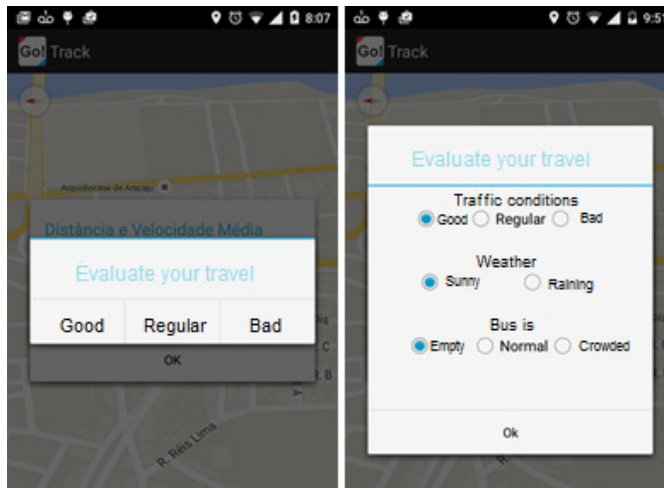 8:07
Go! Track
Arquidiocese de Aracaju
Distância e Velocidade Média
Evaluate your travel
Good Regular Bad
OK
R. Réis Lima
9:51
Go! Track
Evaluate your travel
Traffic conditions
Good Regular Bad
Weather
Sunny Raining
Bus is
Empty Normal Crowded
Ok